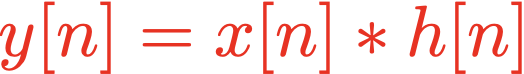 y[n] = x[n] * h[n]